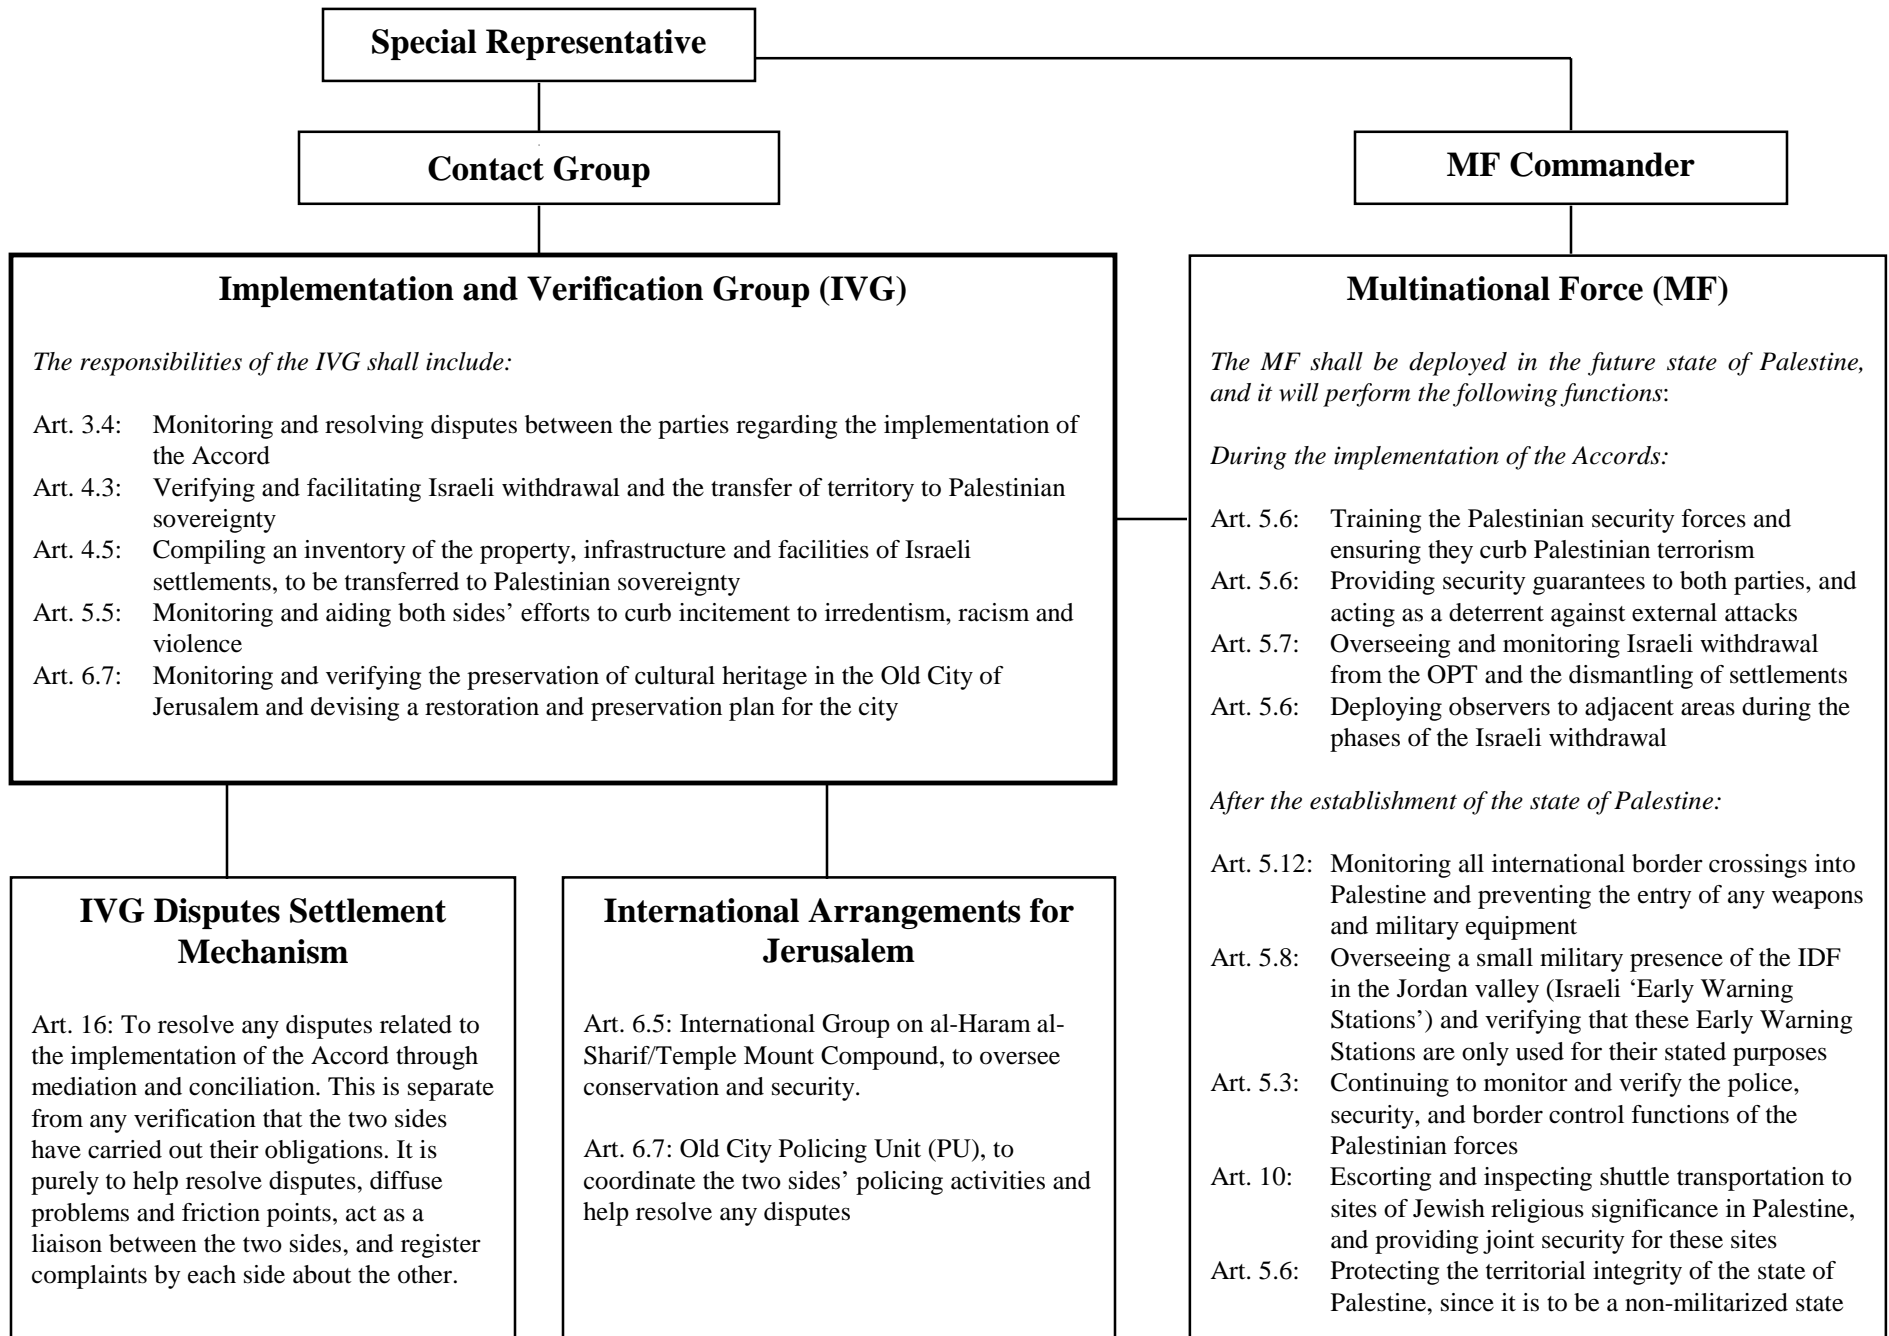 Special Representative
Contact Group
MF Commander
Implementation and Verification Group (IVG)
The responsibilities of the IVG shall include:
Art. 3.4: Monitoring and resolving disputes between the parties regarding the implementation of
the Accord
Art. 4.3: Verifying and facilitating Israeli withdrawal and the transfer of territory to Palestinian
sovereignty
Art. 4.5: Compiling an inventory of the property, infrastructure and facilities of Israeli
settlements, to be transferred to Palestinian sovereignty
Art. 5.5: Monitoring and aiding both sides’ efforts to curb incitement to irredentism, racism and
violence
Art. 6.7: Monitoring and verifying the preservation of cultural heritage in the Old City of
Jerusalem and devising a restoration and preservation plan for the city
Multinational Force (MF)
The MF shall be deployed in the future state of Palestine,
and it will perform the following functions:
During the implementation of the Accords:
Art. 5.6: Training the Palestinian security forces and
ensuring they curb Palestinian terrorism
Art. 5.6: Providing security guarantees to both parties, and
acting as a deterrent against external attacks
Art. 5.7: Overseeing and monitoring Israeli withdrawal
from the OPT and the dismantling of settlements
Art. 5.6: Deploying observers to adjacent areas during the
phases of the Israeli withdrawal
After the establishment of the state of Palestine:
Art. 5.12: Monitoring all international border crossings into
Palestine and preventing the entry of any weapons
and military equipment
Art. 5.8: Overseeing a small military presence of the IDF
in the Jordan valley (Israeli ‘Early Warning
Stations’) and verifying that these Early Warning
Stations are only used for their stated purposes
Art. 5.3: Continuing to monitor and verify the police,
security, and border control functions of the
Palestinian forces
Art. 10: Escorting and inspecting shuttle transportation to
sites of Jewish religious significance in Palestine,
and providing joint security for these sites
Art. 5.6: Protecting the territorial integrity of the state of
Palestine, since it is to be a non-militarized state
IVG Disputes Settlement
Mechanism
Art. 16: To resolve any disputes related to
the implementation of the Accord through
mediation and conciliation. This is separate
from any verification that the two sides
have carried out their obligations. It is
purely to help resolve disputes, diffuse
problems and friction points, act as a
liaison between the two sides, and register
complaints by each side about the other.
International Arrangements for
Jerusalem
Art. 6.5: International Group on al-Haram al-
Sharif/Temple Mount Compound, to oversee
conservation and security.
Art. 6.7: Old City Policing Unit (PU), to
coordinate the two sides’ policing activities and
help resolve any disputes